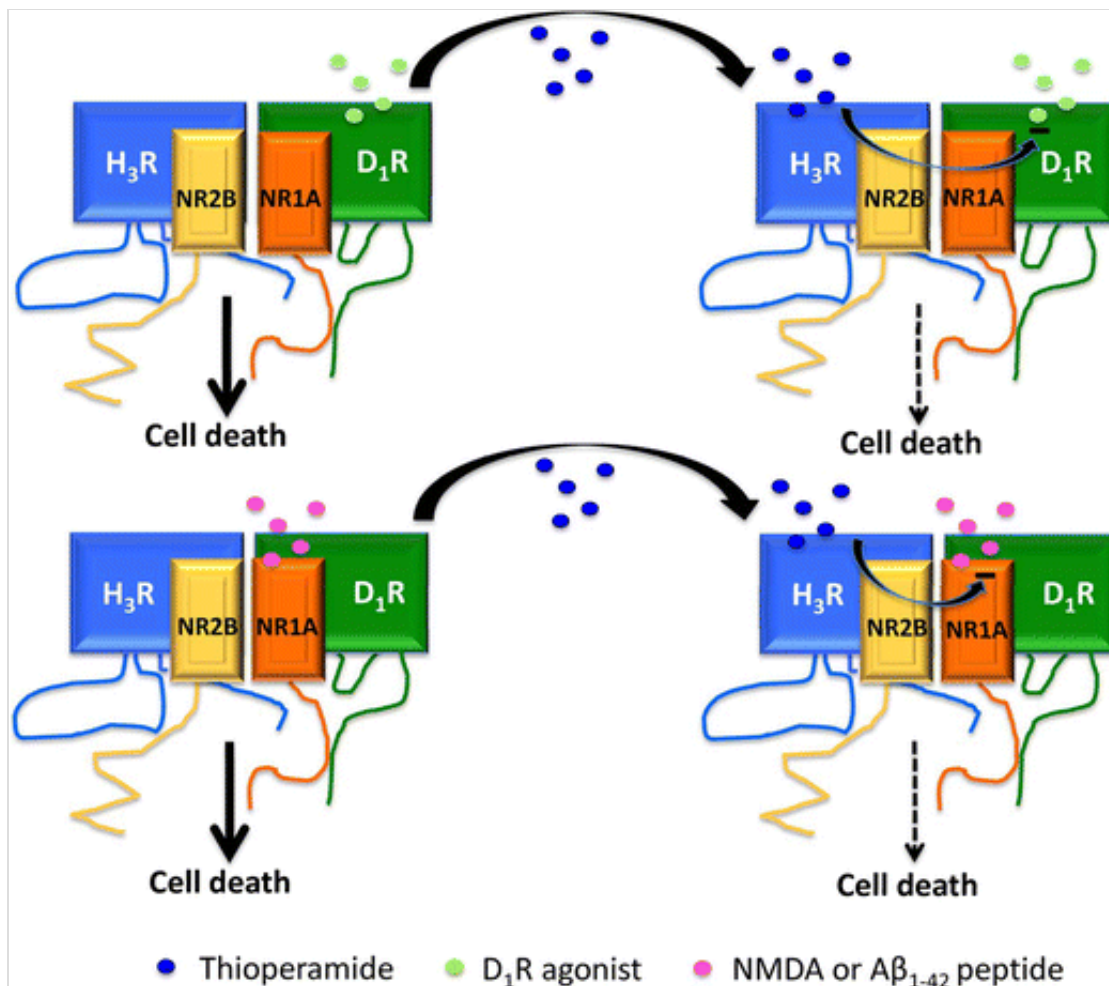 H₃R NR2B NR1A D₁R
H₃R NR2B NR1A D₁R
Cell death
Cell death
H₃R NR2B NR1A D₁R
H₃R NR2B NR1A D₁R
Cell death
Cell death
Thioperamide D₁R agonist NMDA or Aβ₁₋₄₂ peptide